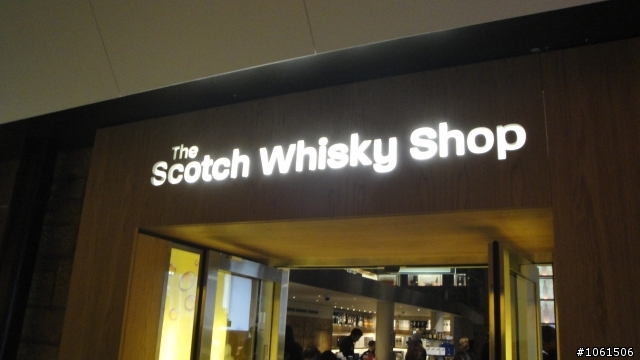 The
Scotch Whisky Shop
#1061506